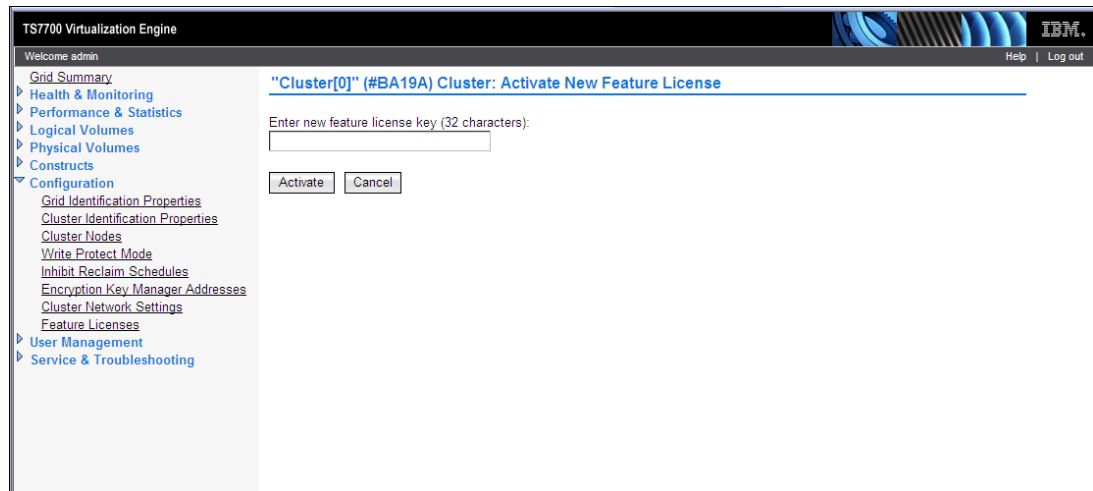 TS7700 Virtualization Engine
IBM.
Welcome admin
Help | Log out
Grid Summary
Health & Monitoring
Performance & Statistics
Logical Volumes
Physical Volumes
Constructs
Configuration
Grid Identification Properties
Cluster Identification Properties
Cluster Nodes
Write Protect Mode
Inhibit Reclaim Schedules
Encryption Key Manager Addresses
Cluster Network Settings
Feature Licenses
User Management
Service & Troubleshooting
"Cluster[0]" (#BA19A) Cluster: Activate New Feature License
Enter new feature license key (32 characters):
Activate Cancel